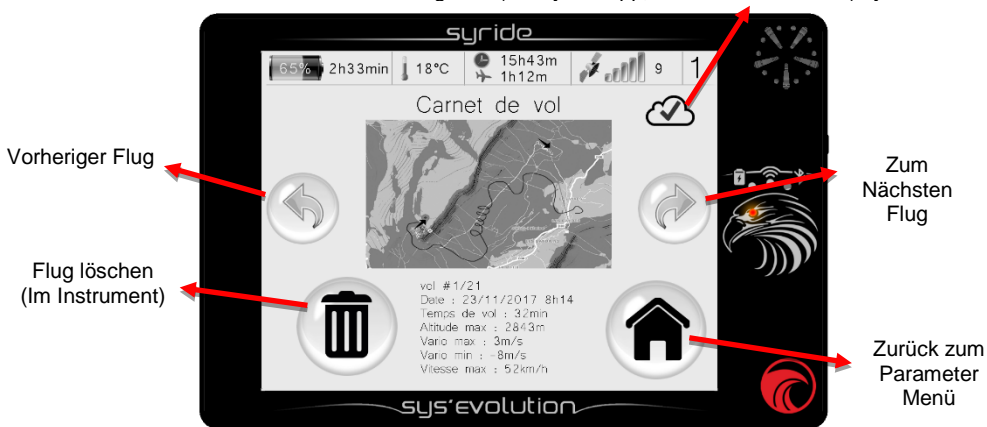 syride
65% 2h33min 18°C 15h43m 9 1
1h12m
Carnet de vol
Vorheriger Flug
Zum
Nächsten
Flug
Flug löschen
(Im Instrument)
vol #1/21
Date : 23/11/2017 8h14
Temps de vol : 32min
Altitude max : 2843m
Vario max : 3m/s
Vario min : -8m/s
Vitesse max : 52km/h
Zurück zum
Parameter
Menü
sys'evolution